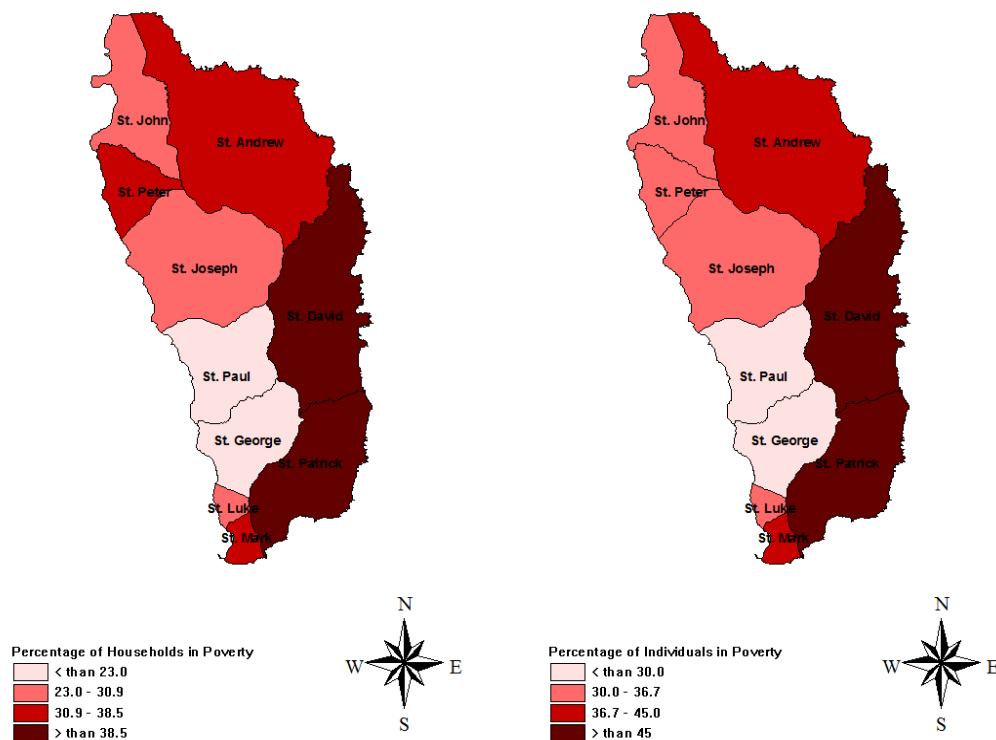 St. John
St. Andrew
St. Peter
St. Joseph
St. David
St. Paul
St. George
St. Patrick
St. Luke
St. Mark
N
W E
S
Percentage of Households in Poverty
< than 23.0
23.0 - 30.9
30.9 - 38.5
> than 38.5
St. John
St. Andrew
St. Peter
St. Joseph
St. David
St. Paul
St. George
St. Patrick
St. Luke
St. Mark
N
W E
S
Percentage of Individuals in Poverty
< than 30.0
30.0 - 36.7
36.7 - 45.0
> than 45